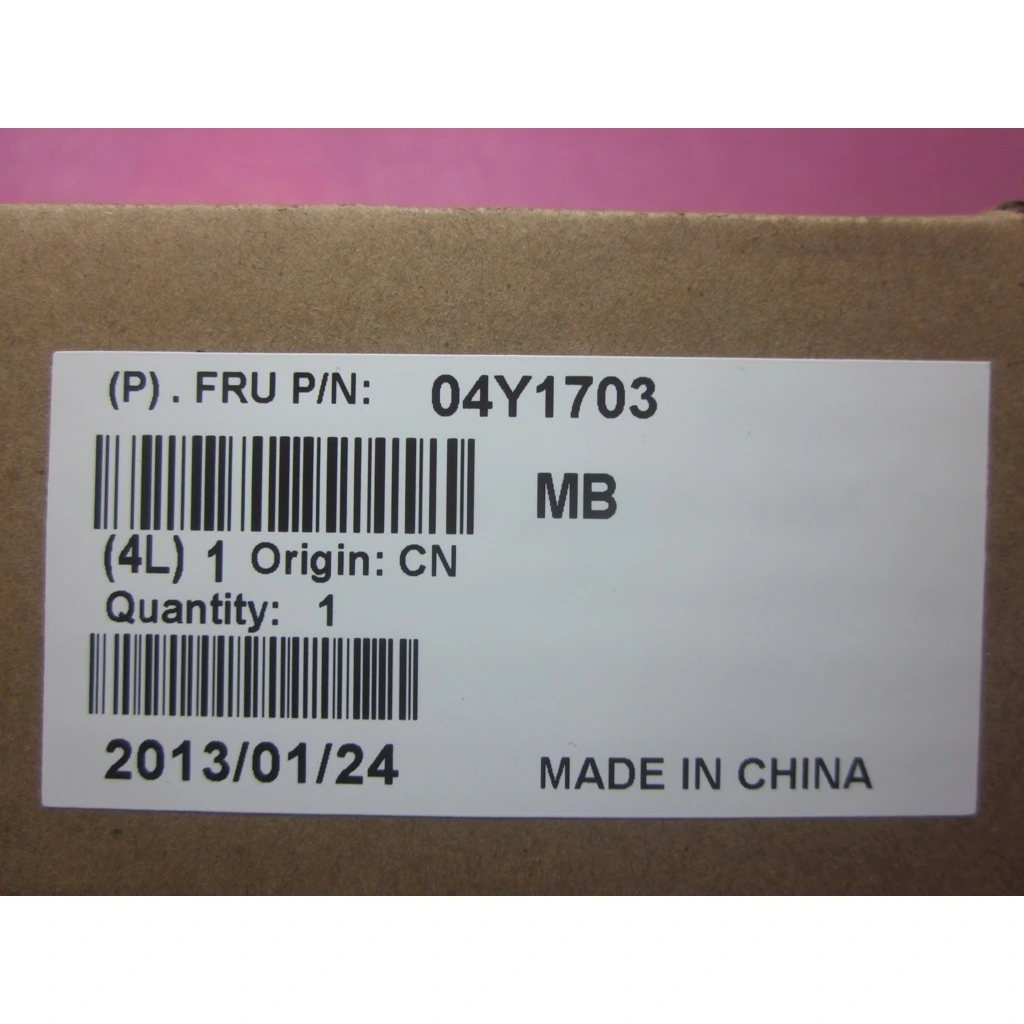 (P) . FRU P/N: 04Y1703
MB
(4L) 1 Origin: CN
Quantity: 1
2013/01/24
MADE IN CHINA